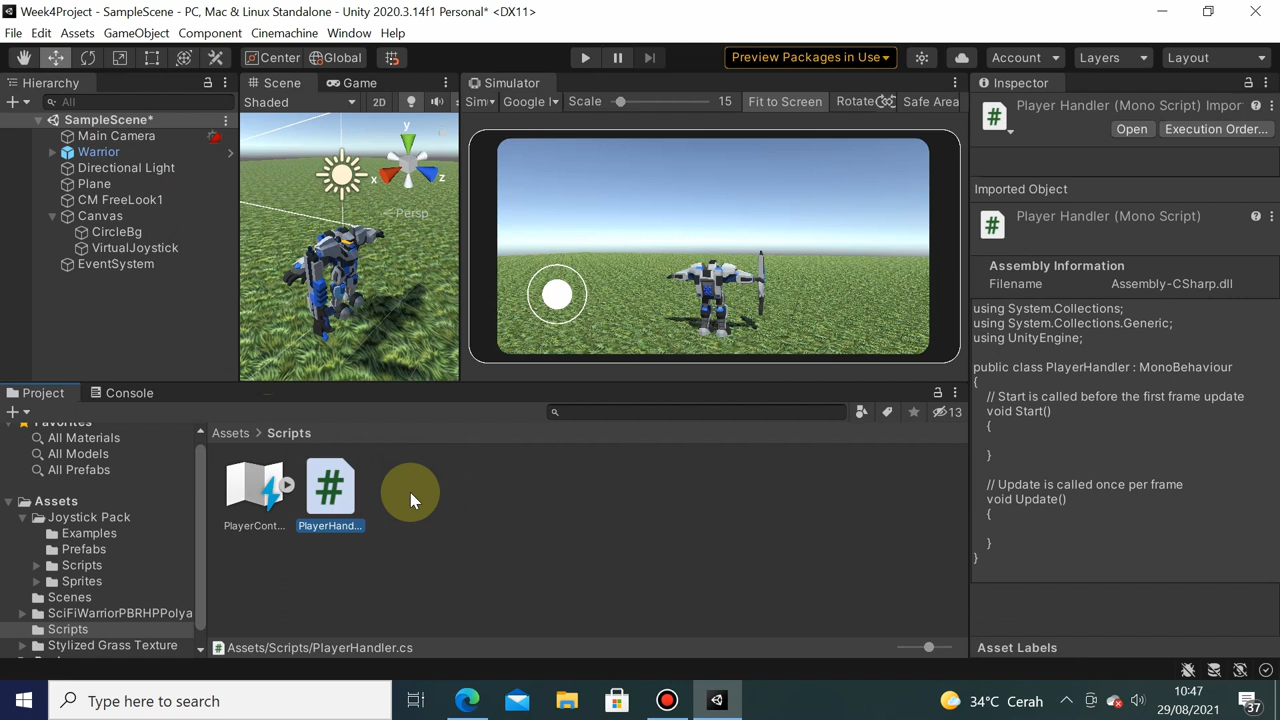 Week4Project - SampleScene - PC, Mac & Linux Standalone - Unity 2020.3.14f1 Personal* <DX11>
File Edit Assets GameObject Component Cinemachine Window Help
Center Global Preview Packages in Use Account Layers Layout
Hierarchy Scene Game Simulator Inspector
All Shaded 2D Sim Google Scale 15 Fit to Screen Rotate Safe Area
SampleScene*
Main Camera
Warrior
Directional Light
Plane
CM FreeLook1
Canvas
CircleBg
VirtualJoystick
EventSystem
y
x
z
Persp
Player Handler (Mono Script) Impor
Open Execution Order...
Imported Object
Player Handler (Mono Script)
Assembly Information
Filename Assembly-CSharp.dll
using System.Collections;
using System.Collections.Generic;
using UnityEngine;
public class PlayerHandler : MonoBehaviour
{
// Start is called before the first frame update
void Start()
{
}
// Update is called once per frame
void Update()
{
}
}
Asset Labels
Project Console
13
Favorites
All Materials
All Models
All Prefabs
Assets
Joystick Pack
Examples
Prefabs
Scripts
Sprites
Scenes
SciFiWarriorPBRHPPolya
Scripts
Stylized Grass Texture
Assets > Scripts
PlayerCont... PlayerHand...
Assets/Scripts/PlayerHandler.cs
Type here to search
34°C Cerah
10:47
29/08/2021
37